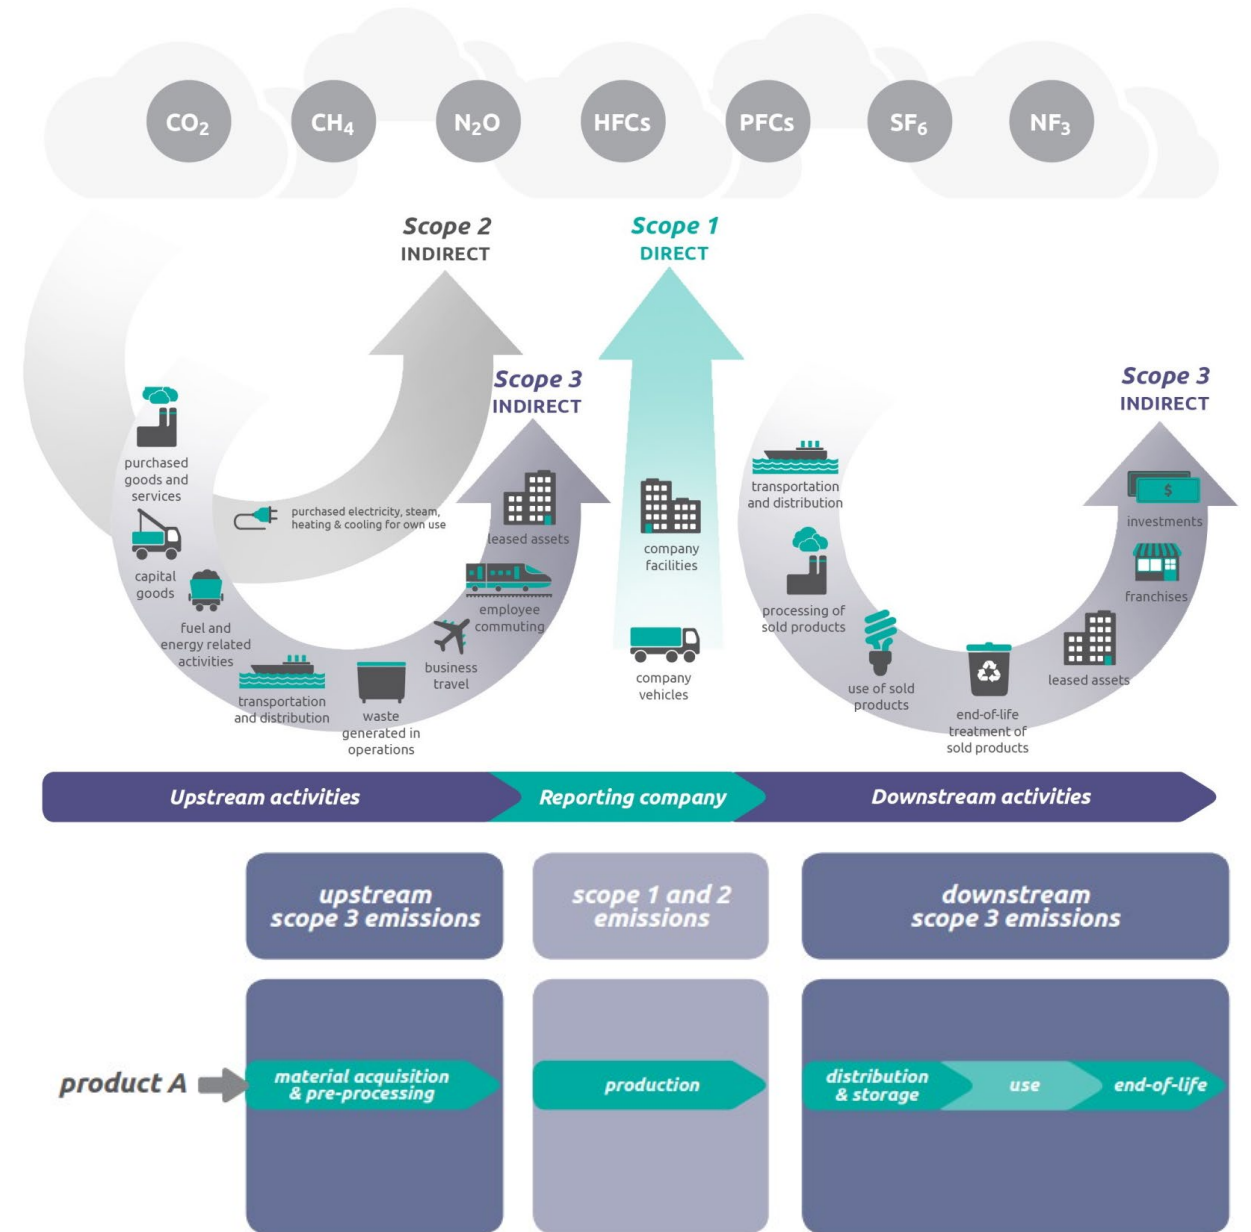 CO₂
CH₄
N₂O
HFCs
PFCs
SF₆
NF₃
Scope 2
INDIRECT
Scope 1
DIRECT
Scope 3
INDIRECT
Scope 3
INDIRECT
purchased
goods and
services
purchased electricity, steam,
heating & cooling for own use
capital
goods
fuel and
energy related
activities
transportation
and distribution
waste
generated in
operations
business
travel
employee
commuting
leased assets
company
facilities
company
vehicles
transportation
and distribution
processing of
sold products
use of sold
products
end-of-life
treatment of
sold products
leased assets
franchises
$
investments
Upstream activities
Reporting company
Downstream activities
upstream
scope 3 emissions
scope 1 and 2
emissions
downstream
scope 3 emissions
product A
material acquisition
& pre-processing
production
distribution
& storage
use
end-of-life